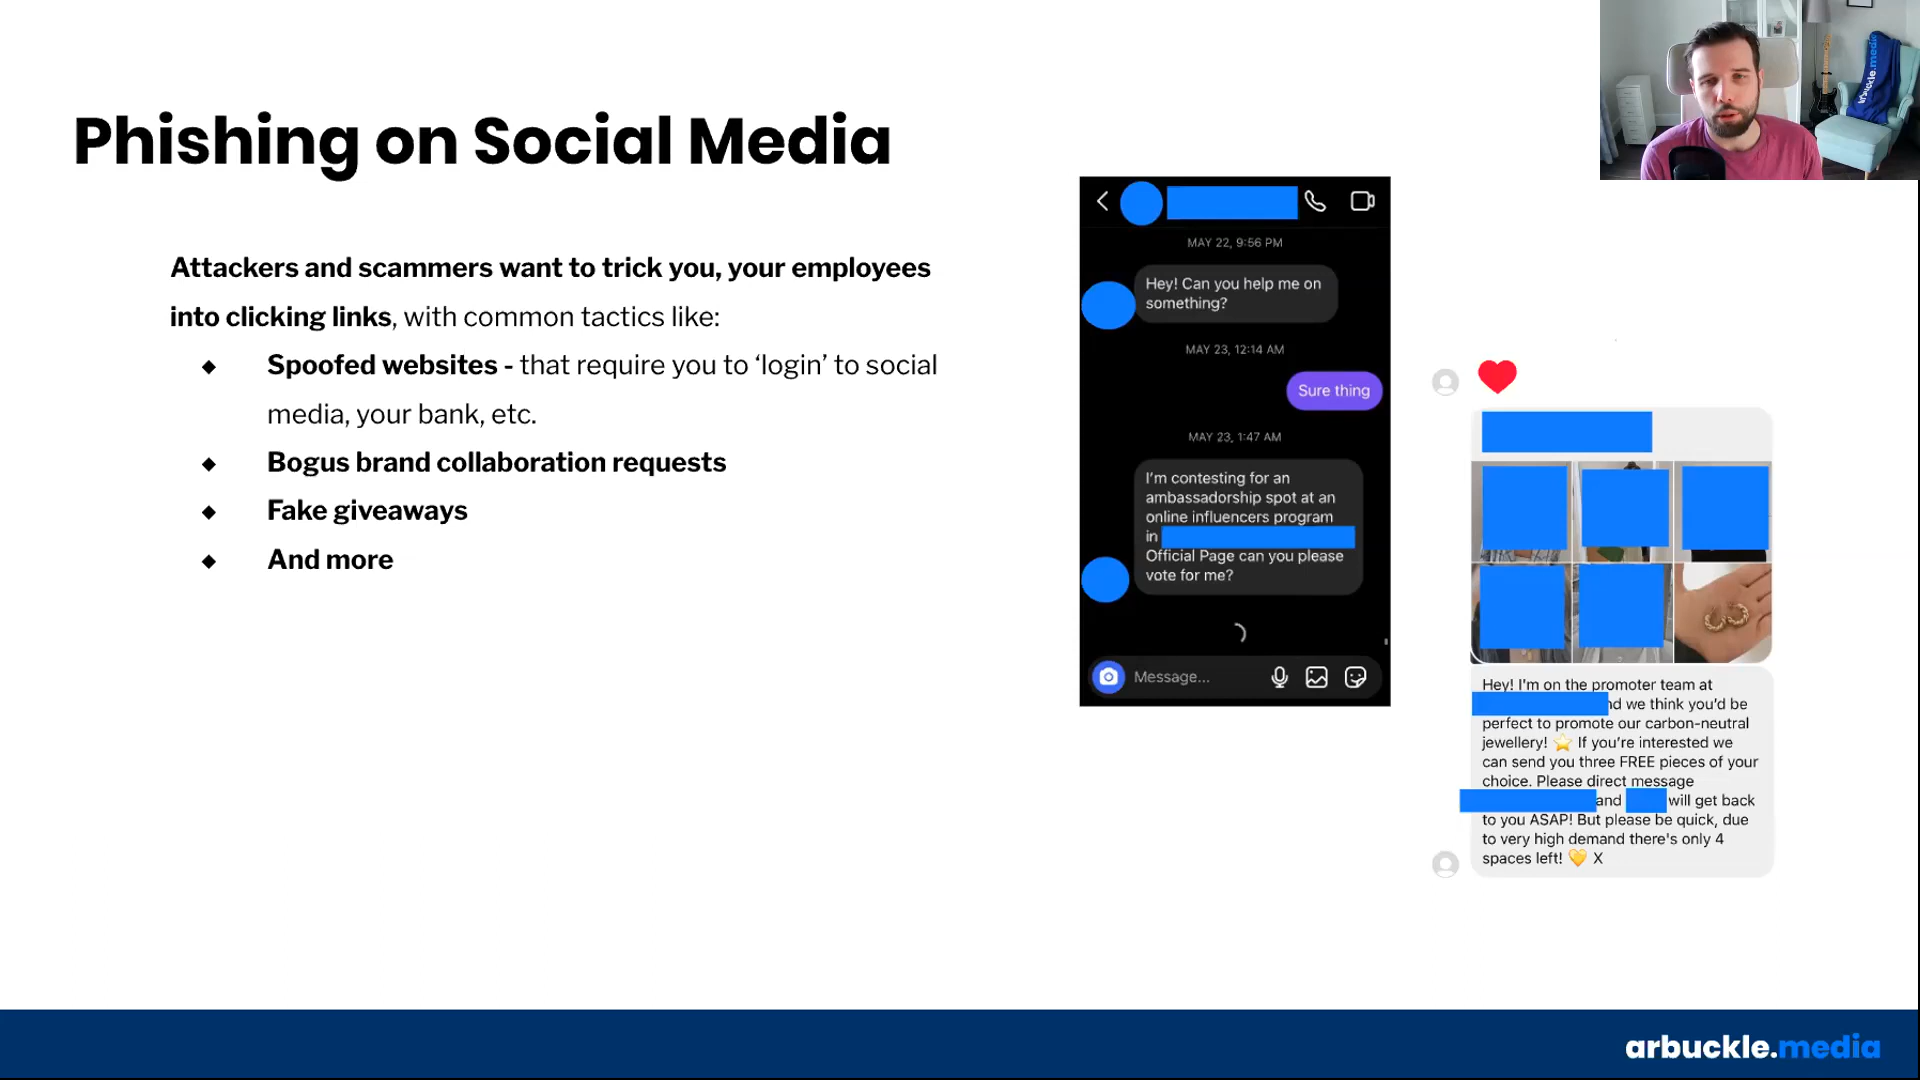 Phishing on Social Media
Attackers and scammers want to trick you, your employees
into clicking links, with common tactics like:
Spoofed websites - that require you to ‘login’ to social
media, your bank, etc.
Bogus brand collaboration requests
Fake giveaways
And more
MAY 22, 9:56 PM
Hey! Can you help me on
something?
MAY 23, 12:14 AM
Sure thing
MAY 23, 1:47 AM
I'm contesting for an
ambassadorship spot at an
online influencers program
in
Official Page can you please
vote for me?
Message...
Hey! I'm on the promoter team at
nd we think you'd be
perfect to promote our carbon-neutral
jewellery! ⭐ If you're interested we
can send you three FREE pieces of your
choice. Please direct message
and will get back
to you ASAP! But please be quick, due
to very high demand there's only 4
spaces left! 💛 X
arbuckle.media
arbuckle.media